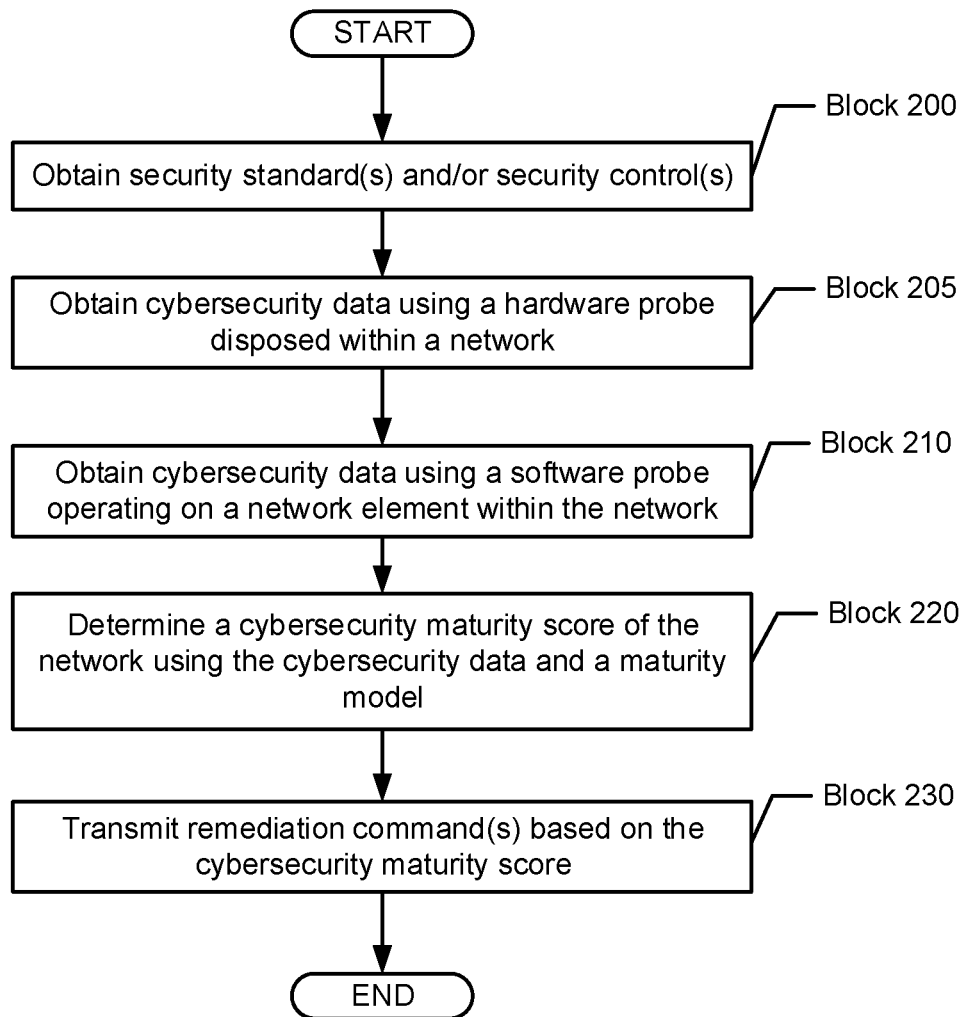 START
Block 200
Obtain security standard(s) and/or security control(s)
Block 205
Obtain cybersecurity data using a hardware probe
disposed within a network
Block 210
Obtain cybersecurity data using a software probe
operating on a network element within the network
Block 220
Determine a cybersecurity maturity score of the
network using the cybersecurity data and a maturity
model
Block 230
Transmit remediation command(s) based on the
cybersecurity maturity score
END